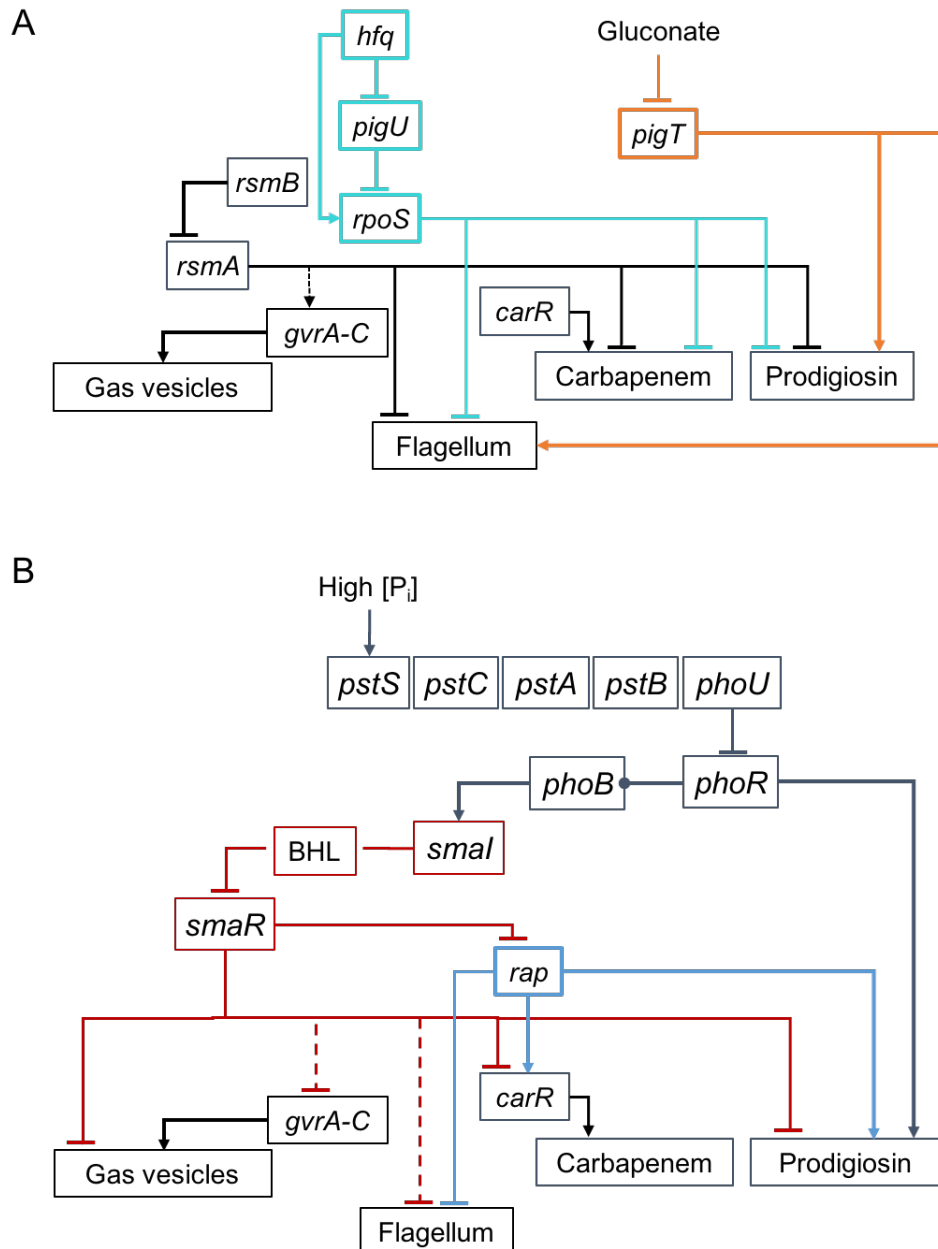 A
hfq
Gluconate
pigU
pigT
rsmB
rpoS
rsmA
carR
gvrA-C
Gas vesicles
Carbapenem
Prodigiosin
Flagellum
B
High [Pi]
pstS pstC pstA pstB phoU
phoB phoR
BHL smaI
smaR
rap
carR
gvrA-C
Gas vesicles
Carbapenem
Prodigiosin
Flagellum